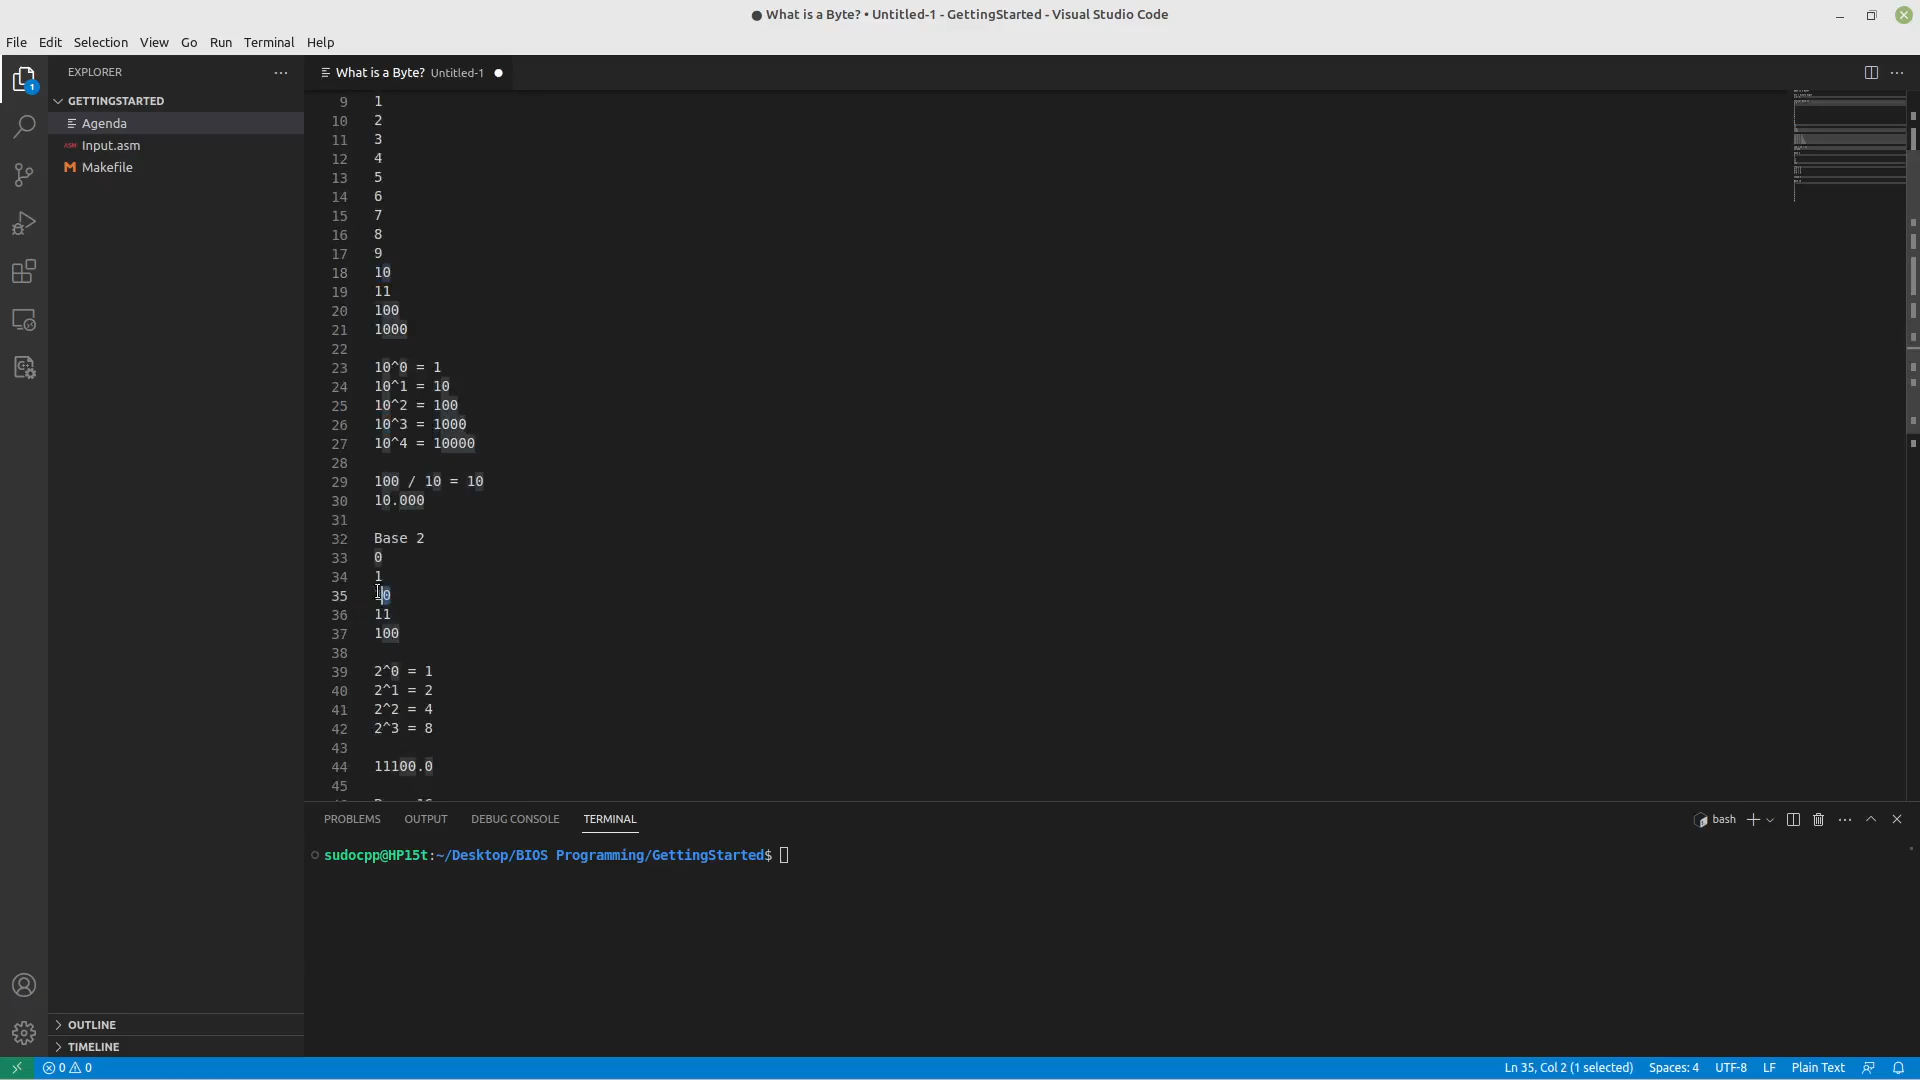 ● What is a Byte? • Untitled-1 - GettingStarted - Visual Studio Code
File Edit Selection View Go Run Terminal Help
EXPLORER
What is a Byte? Untitled-1
1
GETTINGSTARTED
Agenda
ASM Input.asm
M Makefile
9 1
10 2
11 3
12 4
13 5
14 6
15 7
16 8
17 9
18 10
19 11
20 100
21 1000
22
23 10^0 = 1
24 10^1 = 10
25 10^2 = 100
26 10^3 = 1000
27 10^4 = 10000
28
29 100 / 10 = 10
30 10.000
31
32 Base 2
33 0
34 1
35 10
36 11
37 100
38
39 2^0 = 1
40 2^1 = 2
41 2^2 = 4
42 2^3 = 8
43
44 11100.0
45
PROBLEMS OUTPUT DEBUG CONSOLE TERMINAL
bash
sudocpp@HP15t:~/Desktop/BIOS Programming/GettingStarted$
OUTLINE
TIMELINE
0 0
Ln 35, Col 2 (1 selected) Spaces: 4 UTF-8 LF Plain Text